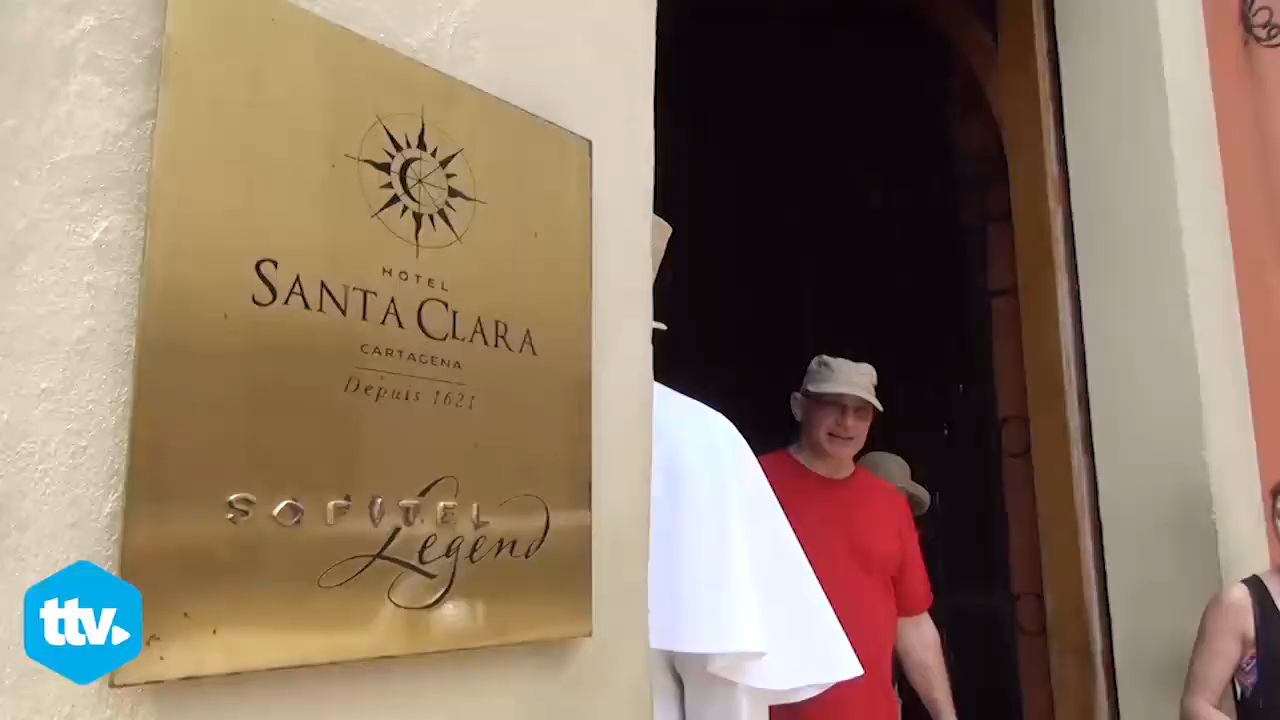 HOTEL
SANTA CLARA
CARTAGENA
Depuis 1621
SOFITEL
Legend
ttv.